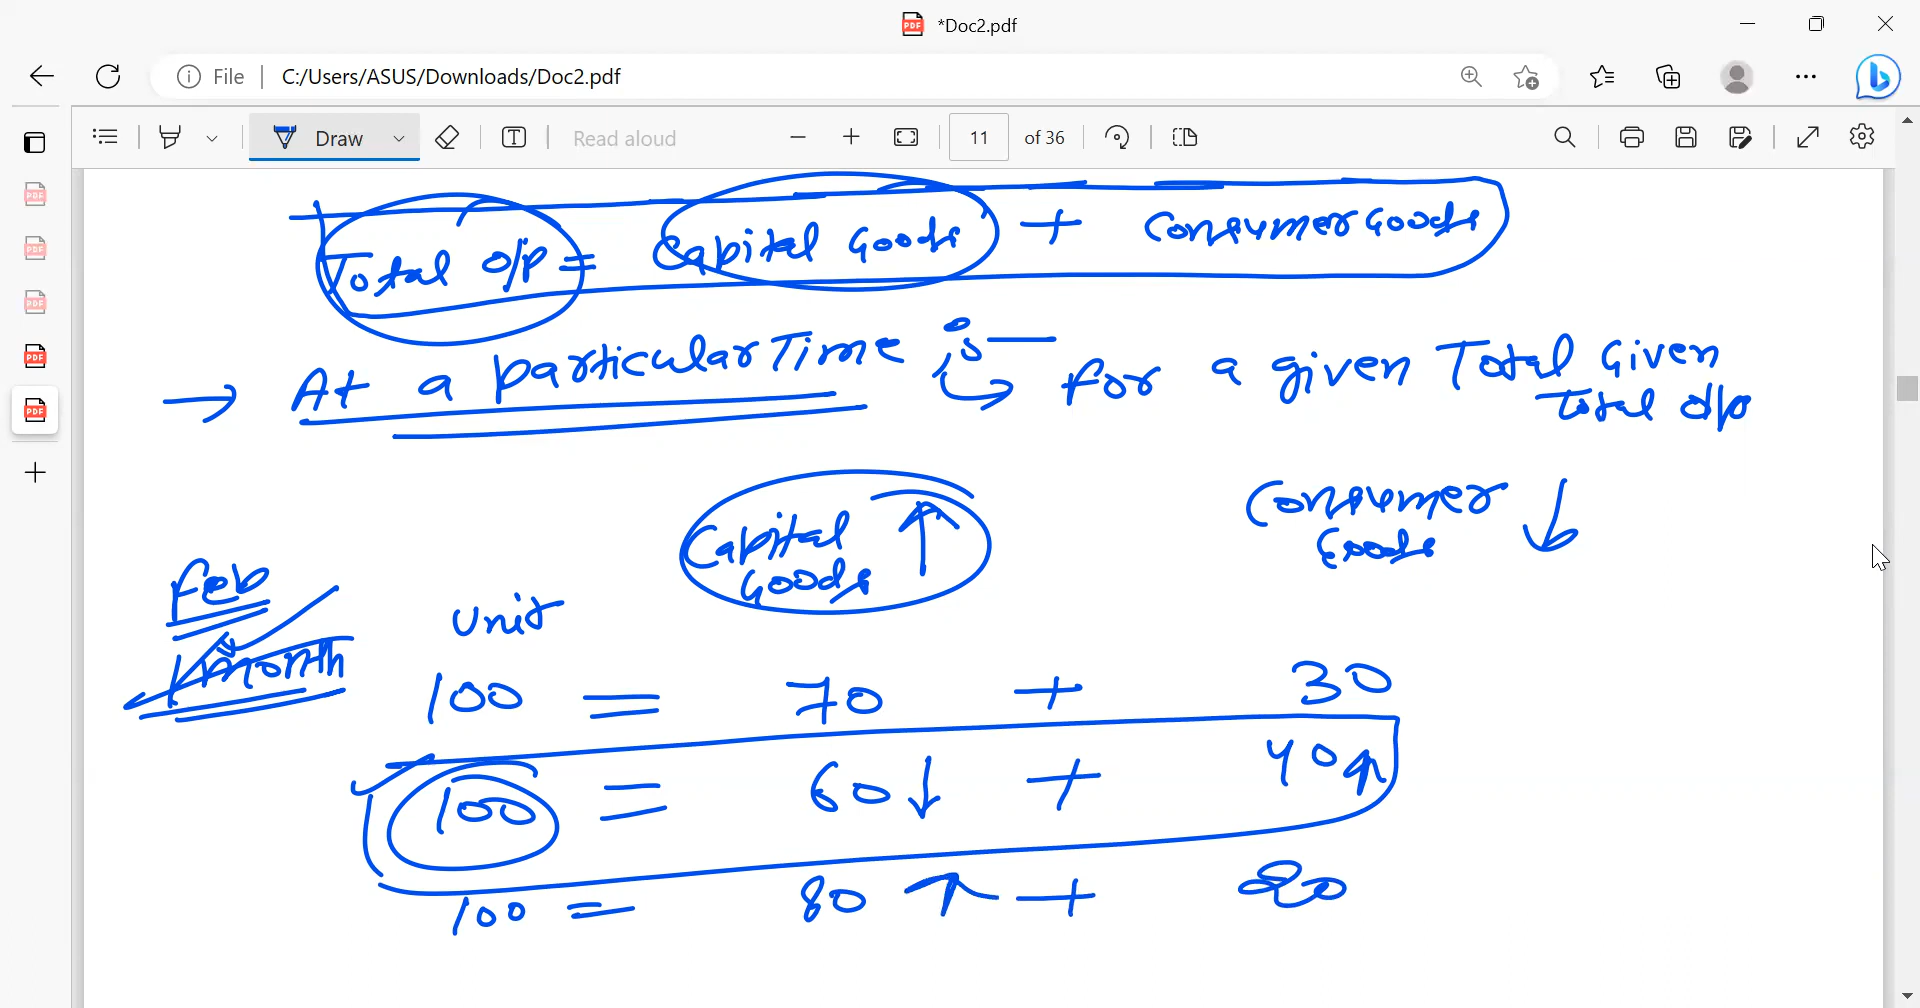 *Doc2.pdf
File C:/Users/ASUS/Downloads/Doc2.pdf
Draw Read aloud 11 of 36
Total o/p = Capital Goods + Consumer Goods
→ At a particular Time is — for a given Total Given
Total o/p
Capital Goods ↑ Consumer Goods ↓
Feb
1 month
Unit
100 = 70 + 30
100 = 60 ↓ + 40
100 = 80 ↑ + 20